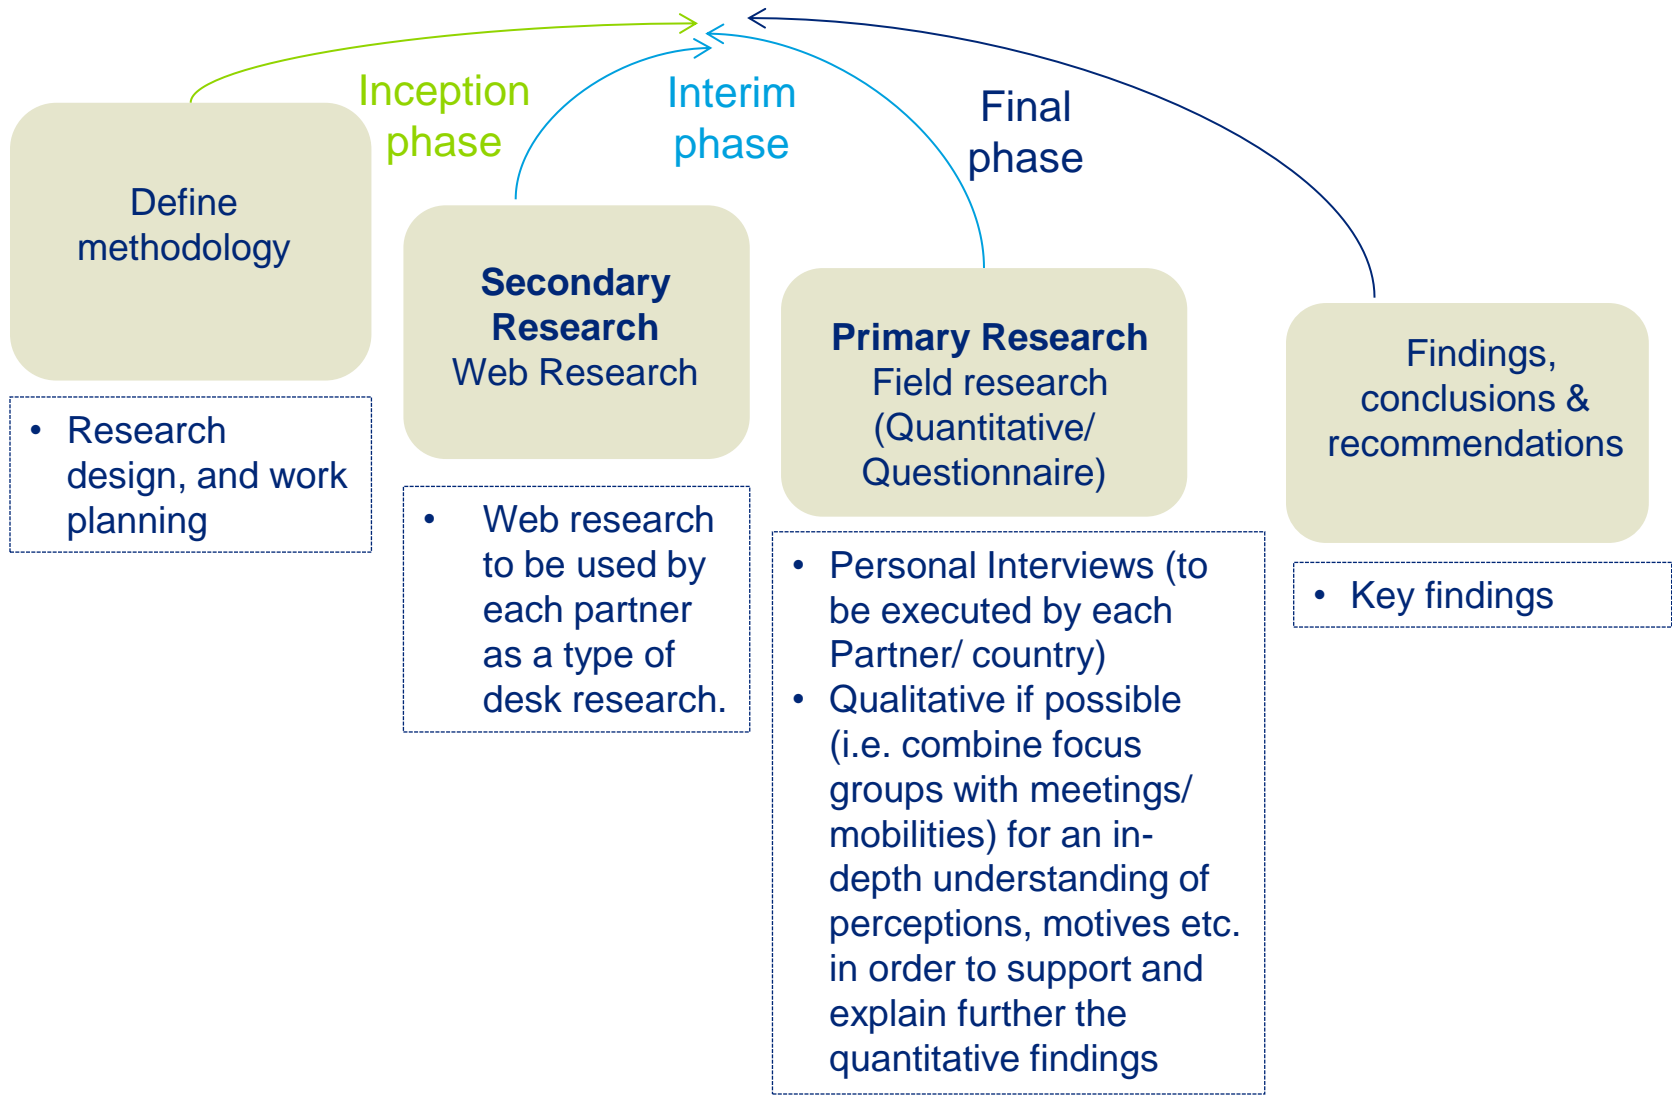 Inception
phase
Interim
phase
Final
phase
Define
methodology
• Research
design, and work
planning
Secondary
Research
Web Research
• Web research
to be used by
each partner
as a type of
desk research.
Primary Research
Field research
(Quantitative/
Questionnaire)
• Personal Interviews (to
be executed by each
Partner/ country)
• Qualitative if possible
(i.e. combine focus
groups with meetings/
mobilities) for an in-
depth understanding of
perceptions, motives etc.
in order to support and
explain further the
quantitative findings
Findings,
conclusions &
recommendations
• Key findings